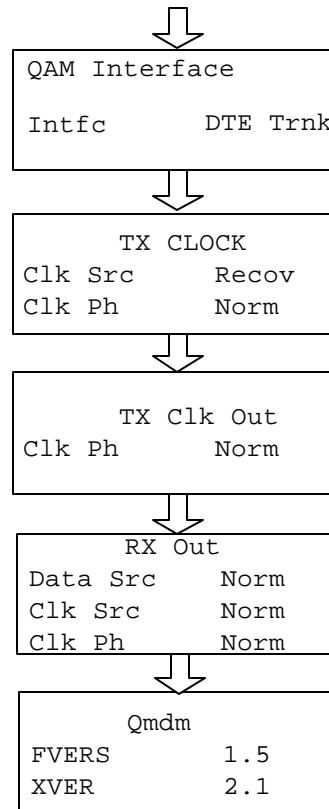 QAM Interface
Intfc DTE Trnk
TX CLOCK
Clk Src Recov
Clk Ph Norm
TX Clk Out
Clk Ph Norm
RX Out
Data Src Norm
Clk Src Norm
Clk Ph Norm
Qmdm
FVERS 1.5
XVER 2.1